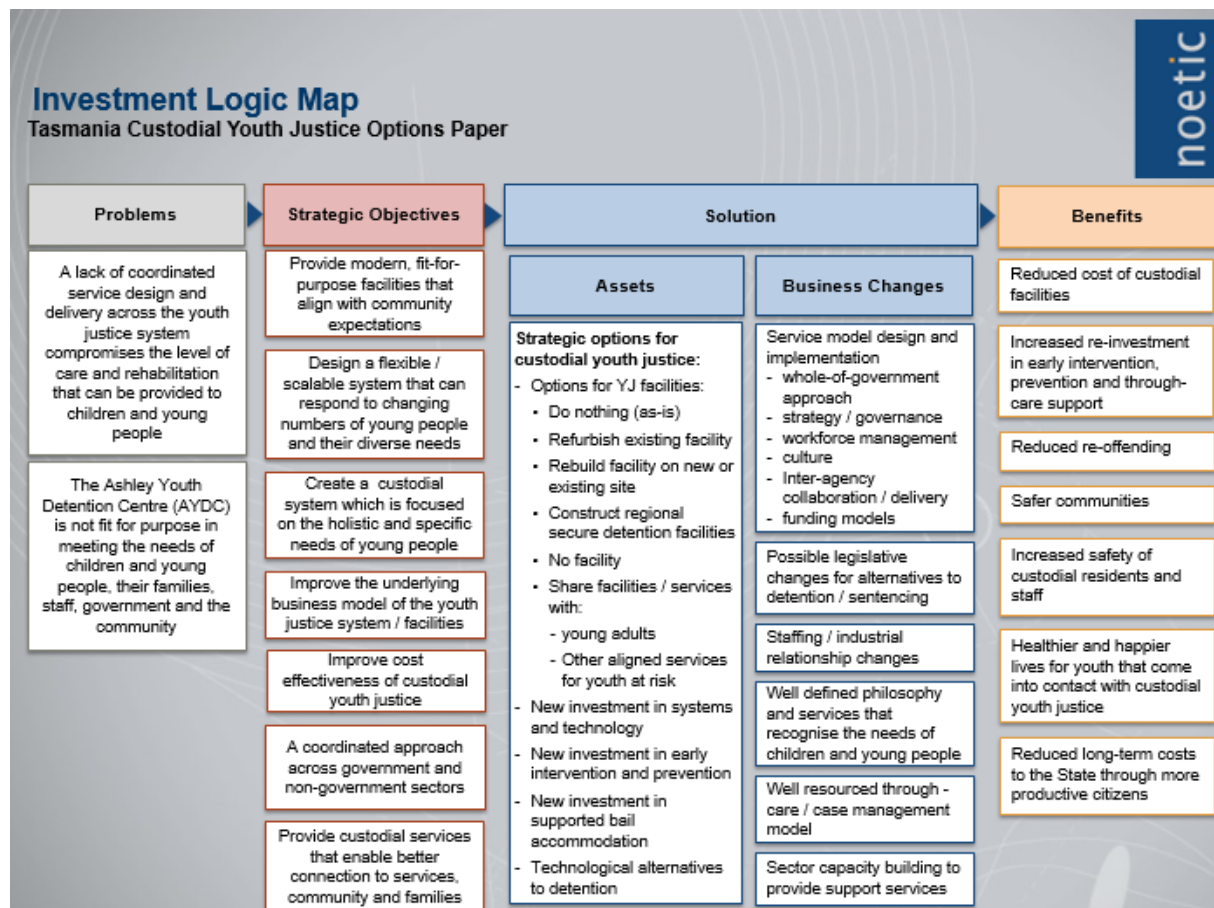 noetic
Investment Logic Map
Tasmania Custodial Youth Justice Options Paper
Problems
A lack of coordinated
service design and
delivery across the youth
justice system
compromises the level of
care and rehabilitation
that can be provided to
children and young
people
The Ashley Youth
Detention Centre (AYDC)
is not fit for purpose in
meeting the needs of
children and young
people, their families,
staff, government and the
community
Strategic Objectives
Provide modern, fit-for-
purpose facilities that
align with community
expectations
Design a flexible /
scalable system that can
respond to changing
numbers of young people
and their diverse needs
Create a custodial
system which is focused
on the holistic and specific
needs of young people
Improve the underlying
business model of the youth
justice system / facilities
Improve cost
effectiveness of custodial
youth justice
A coordinated approach
across government and
non-government sectors
Provide custodial services
that enable better
connection to services,
community and families
Solution
Assets
Strategic options for
custodial youth justice:
- Options for YJ facilities:
▪ Do nothing (as-is)
▪ Refurbish existing facility
▪ Rebuild facility on new or
existing site
▪ Construct regional
secure detention facilities
▪ No facility
▪ Share facilities / services
with:
- young adults
- Other aligned services
for youth at risk
- New investment in systems
and technology
- New investment in early
intervention and prevention
- New investment in
supported bail
accommodation
- Technological alternatives
to detention
Business Changes
Service model design and
implementation
- whole-of-government
approach
- strategy / governance
- workforce management
- culture
- Inter-agency
collaboration / delivery
- funding models
Possible legislative
changes for alternatives to
detention / sentencing
Staffing / industrial
relationship changes
Well defined philosophy
and services that
recognise the needs of
children and young people
Well resourced through -
care / case management
model
Sector capacity building to
provide support services
Benefits
Reduced cost of custodial
facilities
Increased re-investment
in early intervention,
prevention and through-
care support
Reduced re-offending
Safer communities
Increased safety of
custodial residents and
staff
Healthier and happier
lives for youth that come
into contact with custodial
youth justice
Reduced long-term costs
to the State through more
productive citizens